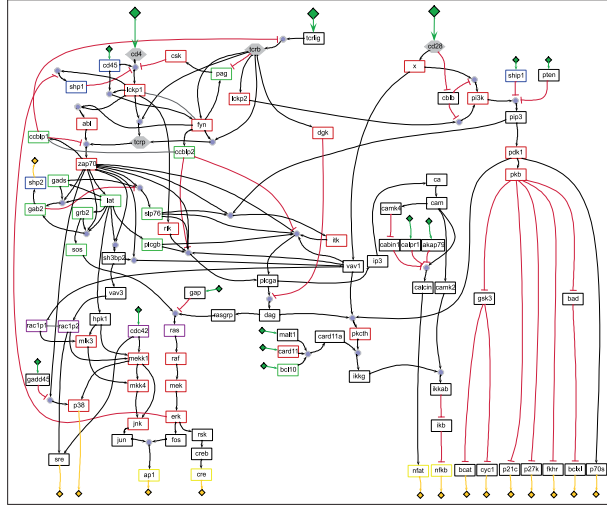 cd4
tcrb
tcrlig
cd28
cd45
csk
x
shp1
pag
ship1
pten
lckp1
cblb
pi3k
lckp2
abl
fyn
pip3
dgk
ccblp1
tcrp
ccblp2
pdk1
zap70
pkb
shp2
gads
ca
lat
cam
gab2
grb2
slp76
camk4
rlk
itk
sos
plcgb
cabin1
calpr1
akap79
sh3bp2
vav1
ip3
plcga
calcin
camk2
vav3
gap
gsk3
bad
hpk1
dag
rasgrp
rac1p1
rac1p2
cdc42
ras
malt1
pkcth
mlk3
card11
card11a
mekk1
raf
bcl10
gadd45
mkk4
mek
ikkg
ikkab
p38
jnk
erk
ikb
jun
fos
rsk
sre
creb
ap1
cre
nfat
nfkb
bcat
cyc1
p21c
p27k
fkhr
bclxl
p70s